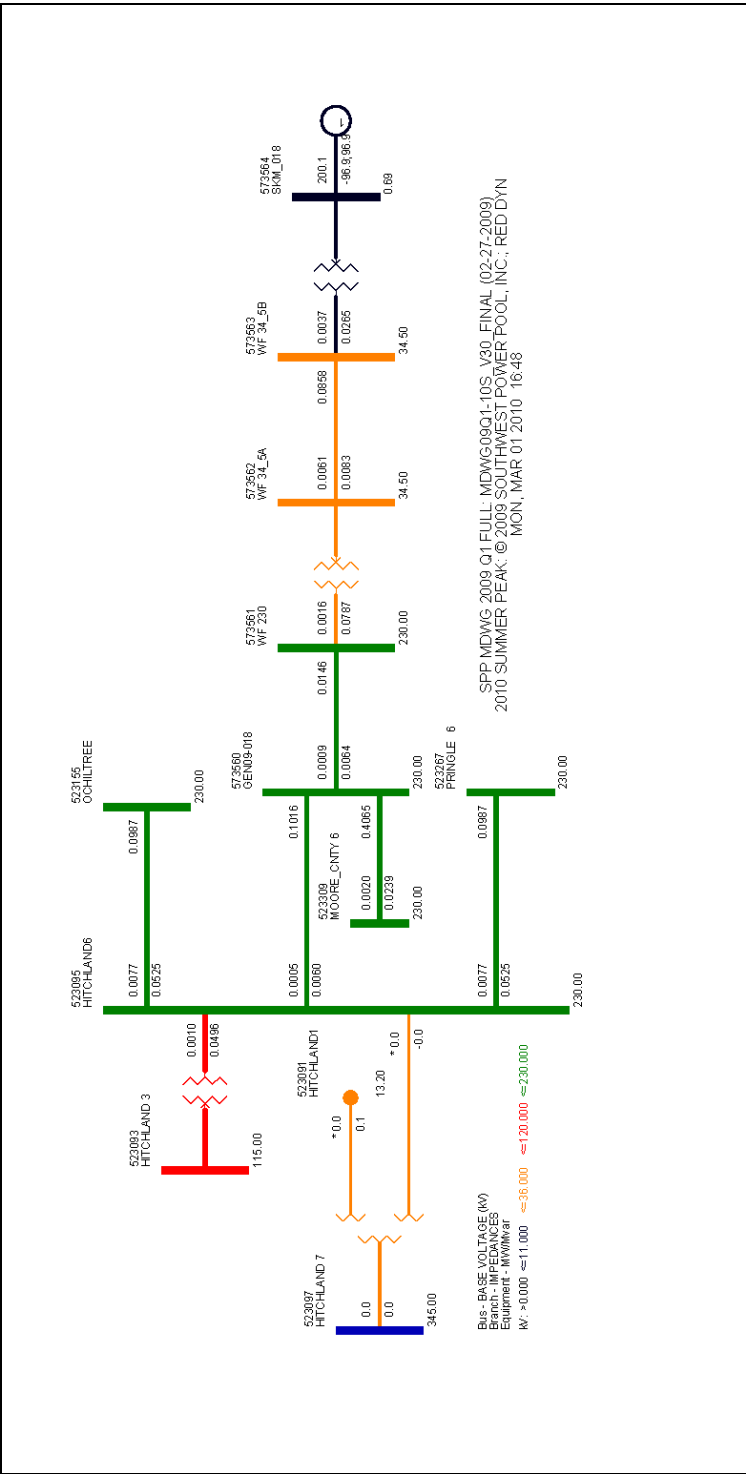 523155
OCHILTREE
230.00
0.0987
523095
HITCHLAND6
0.0077
0.0525
523093
HITCHLAND 3
115.00
0.0010
0.0496
573564
SKM_018
200.1
-96.9;96.9
0.69
573563
WF 34_5B
0.0037
0.0265
34.50
573562
WF 34_5A
0.0858
0.0061
0.0083
34.50
573561
WF 230
0.0016
0.0787
230.00
573560
GEN09-018
0.0146
0.0009
0.0064
230.00
0.1016
0.0005
0.0060
0.4065
523309
MOORE_CNTY 6
0.0020
0.0239
230.00
523091
HITCHLAND1
* 0.0
0.1
13.20
* 0.0
-0.0
523097
HITCHLAND 7
0.0
0.0
345.00
523267
PRINGLE 6
0.0987
230.00
0.0077
0.0525
230.00
Bus - BASE VOLTAGE (kV)
Branch - IMPEDANCES
Equipment - MW/Mvar
kV: >0.000 <=11.000 <=36.000 <=120.000 <=230.000
SPP MDWG 2009 Q1 FULL: MDWG09Q1-10S_V30_FINAL (02-27-2009)
2010 SUMMER PEAK: © 2009 SOUTHWEST POWER POOL, INC.; RED DYN
MON, MAR 01 2010 16:48